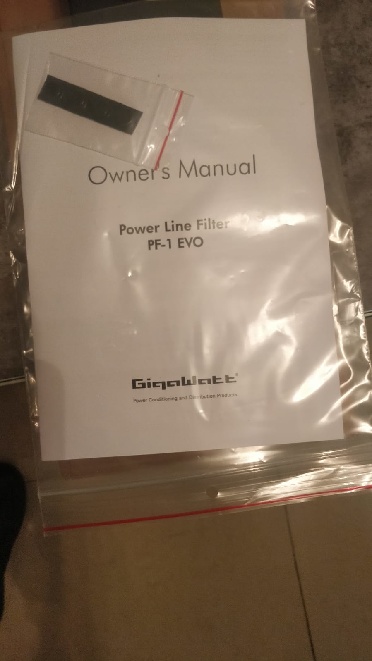 Owner's Manual
Power Line Filter
PF-1 EVO
GigaWatt®
Power Conditioning and Distribution Products